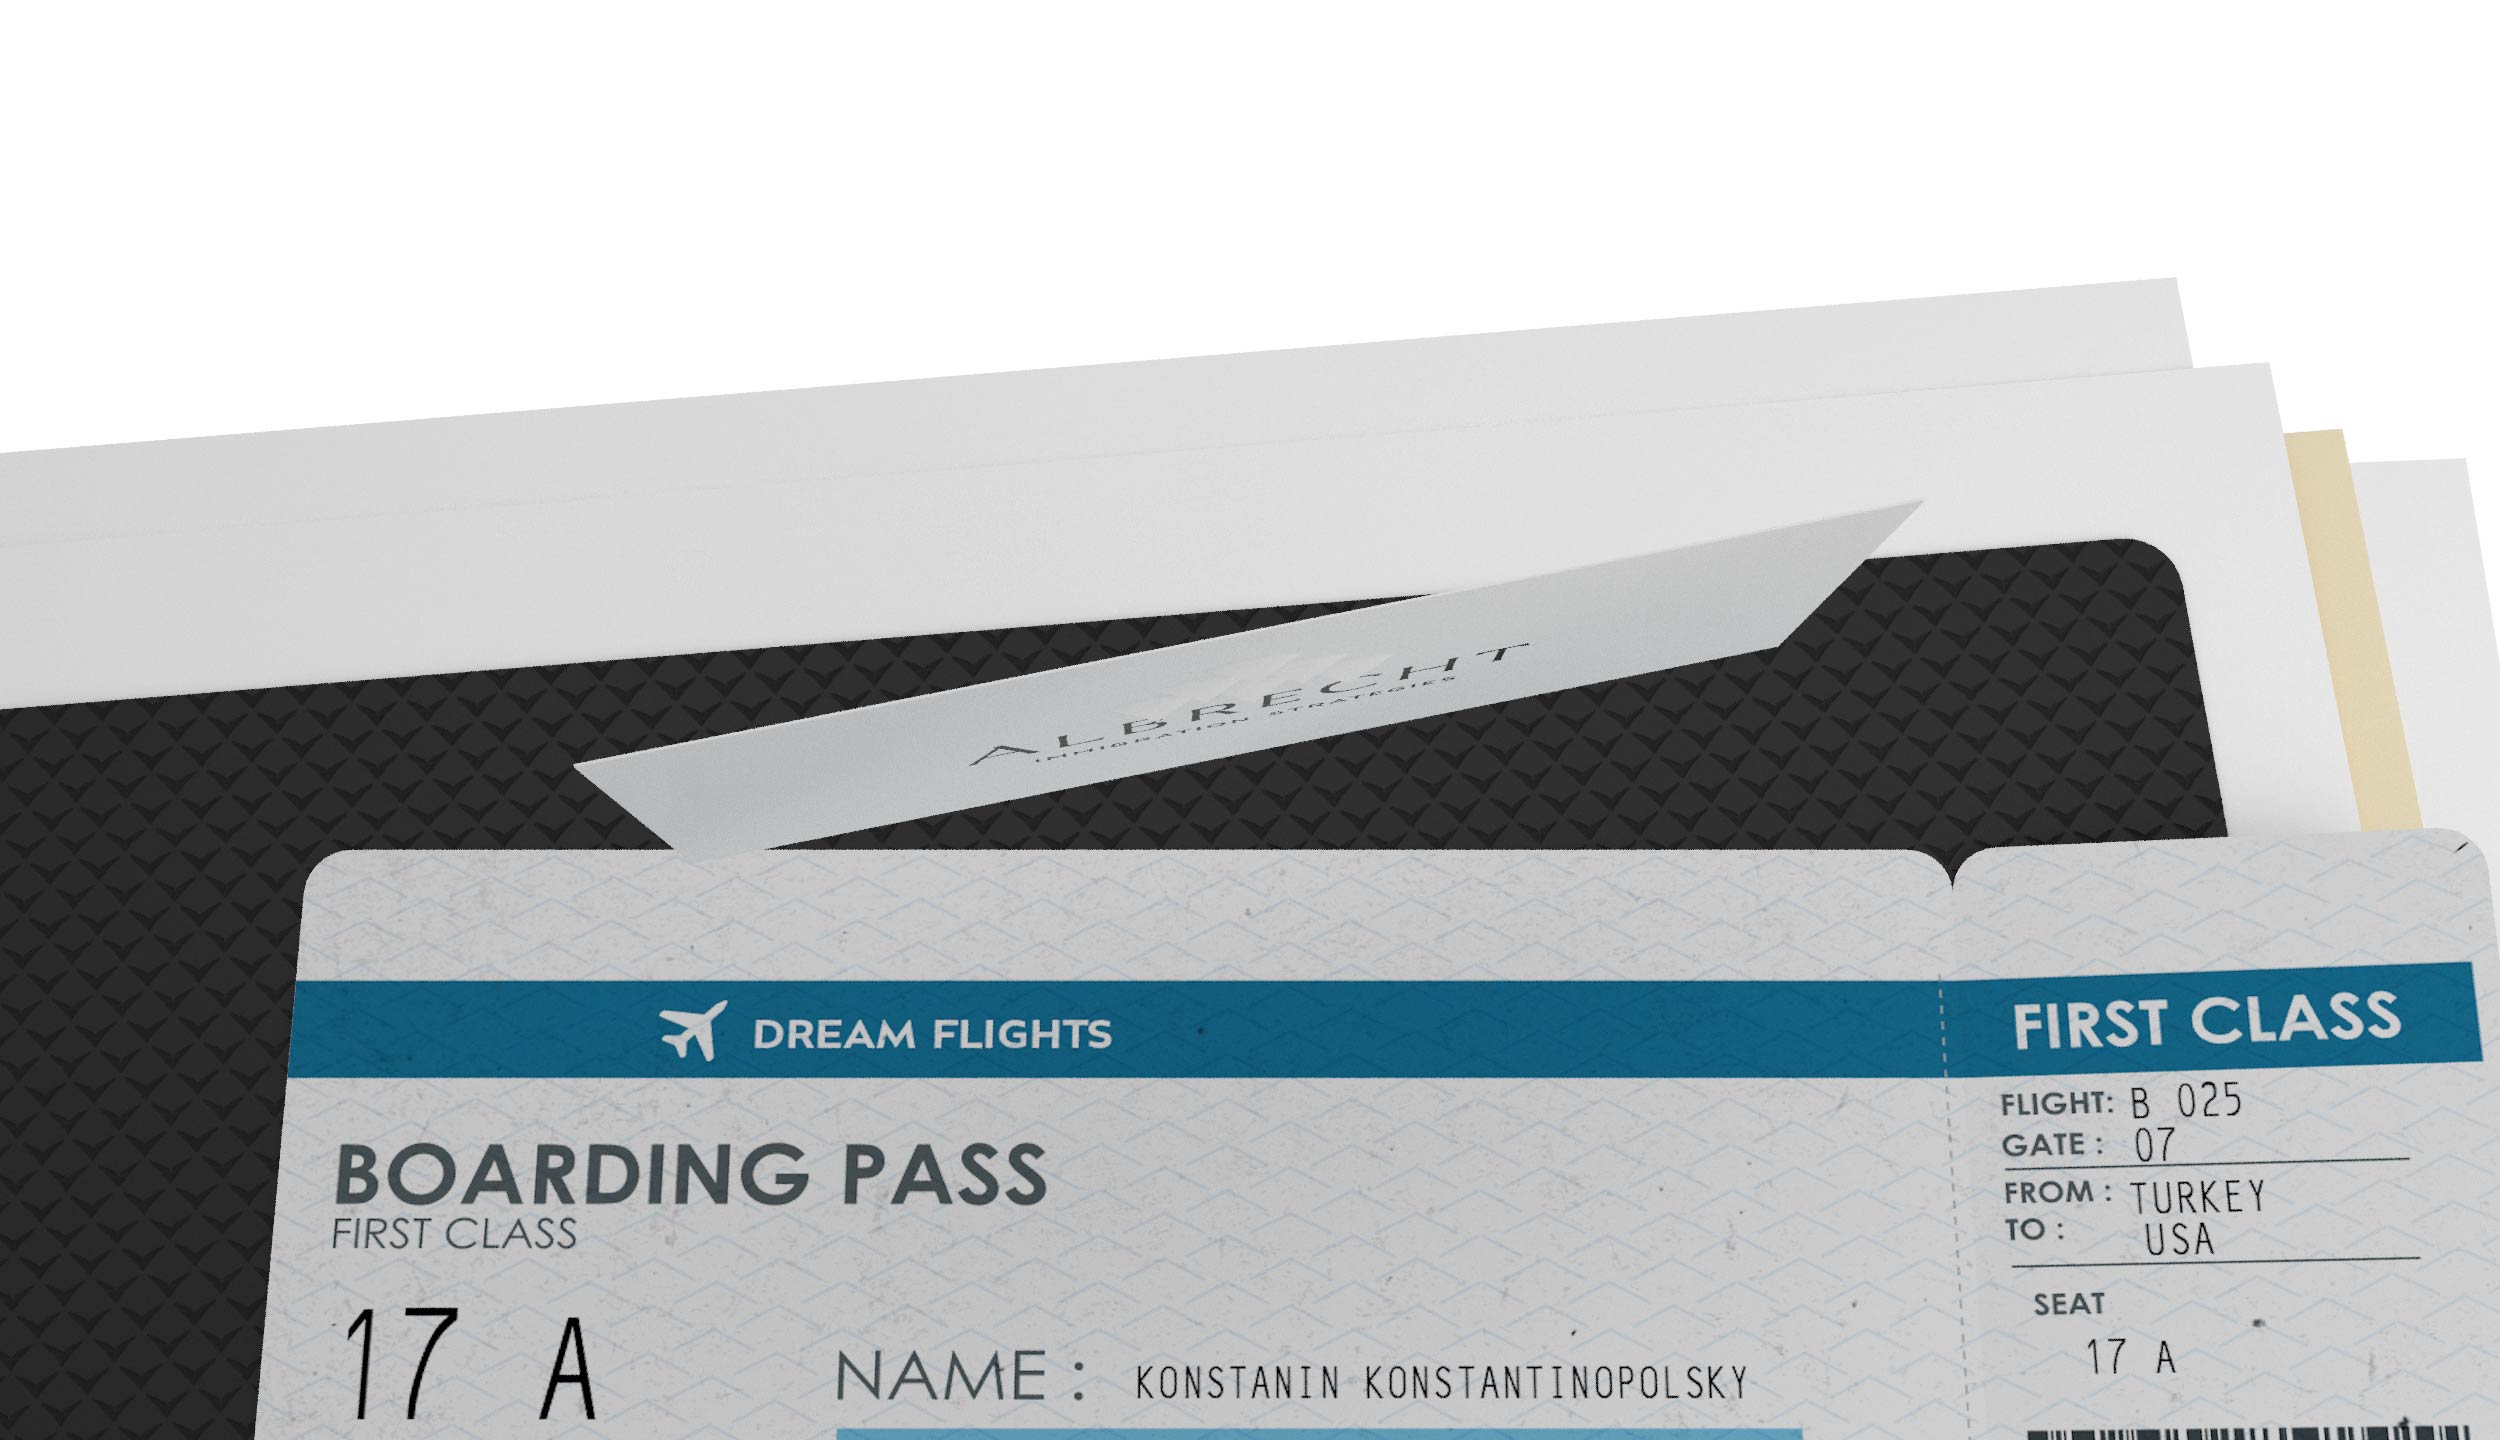 ALBRECHT
IMMIGRATION STRATEGIES
DREAM FLIGHTS
BOARDING PASS
FIRST CLASS
17 A
NAME : KONSTANIN KONSTANTINOPOLSKY
FIRST CLASS
FLIGHT: B 025
GATE : 07
FROM : TURKEY
TO : USA
SEAT
17 A